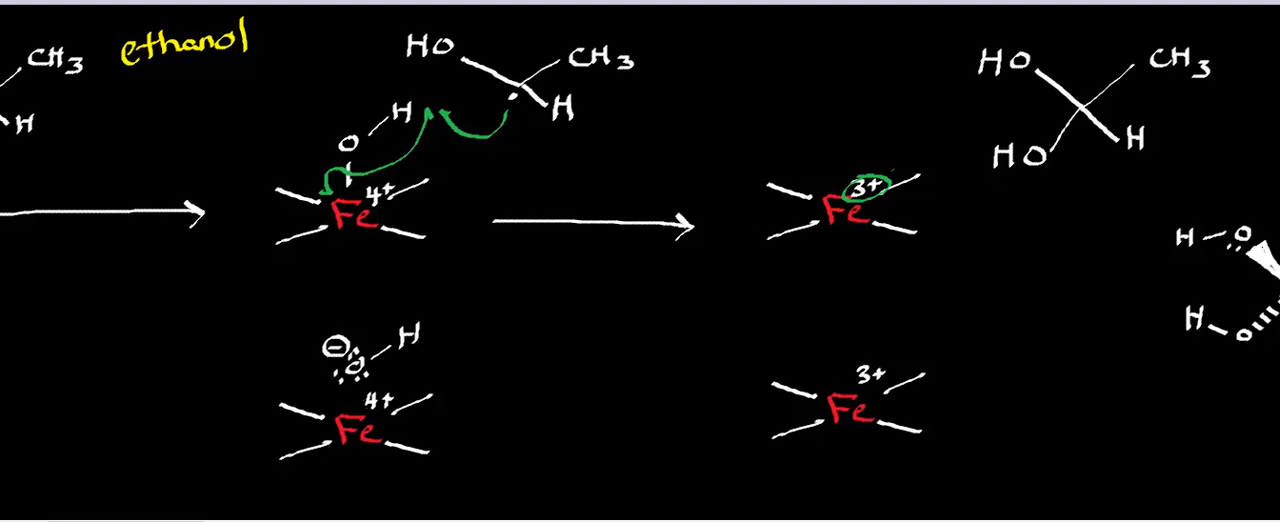 CH3 ethanol
H
HO CH3
H
H
O
4+
Fe
HO CH3
HO H
3+
Fe
H O
H O
⊖ O H
4+
Fe
3+
Fe